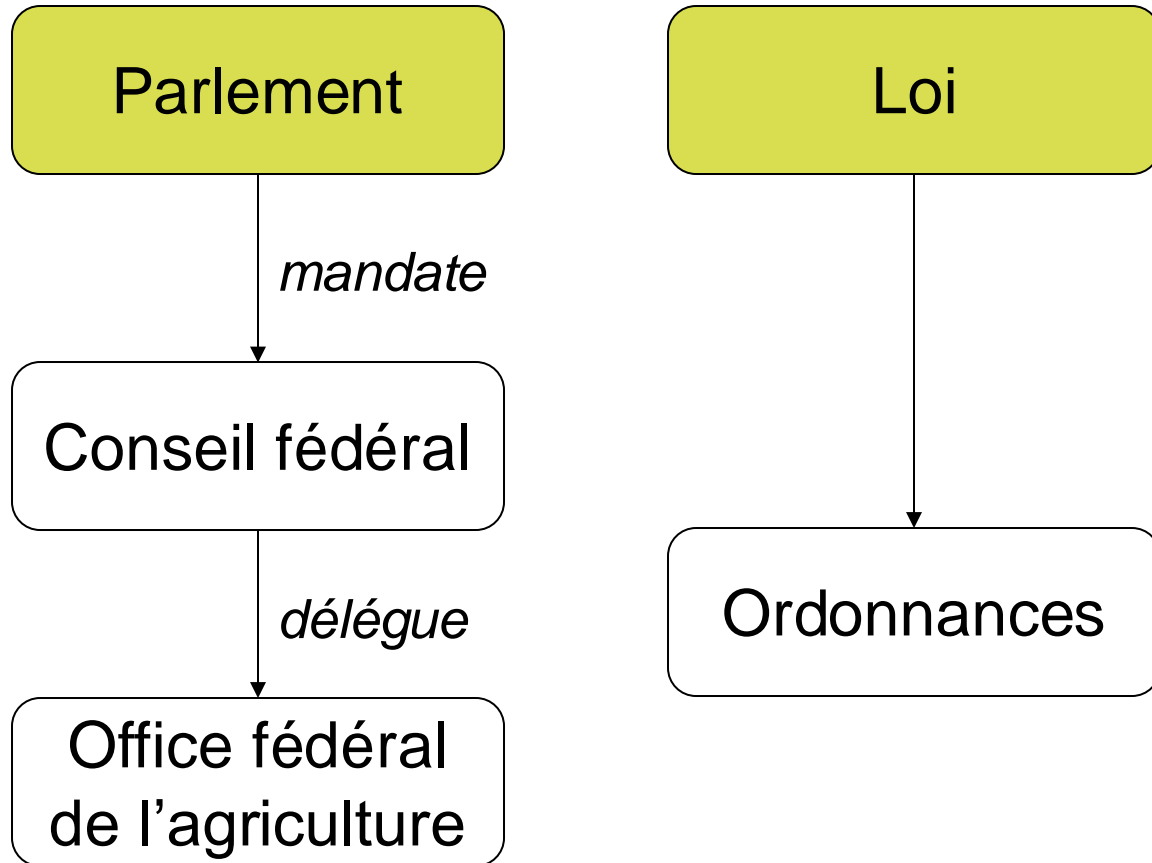 Parlement
Loi
mandate
Conseil fédéral
délégue
Ordonnances
Office fédéral
de l’agriculture